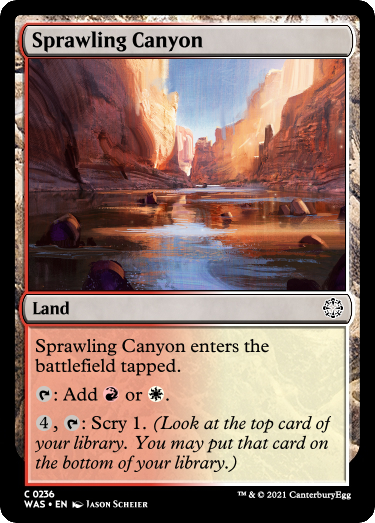 Sprawling Canyon
Land
Sprawling Canyon enters the
battlefield tapped.
: Add or .
4, : Scry 1. (Look at the top card of
your library. You may put that card on
the bottom of your library.)
C 0236
WAS • EN JASON SCHEIER
™ & © 2021 CanterburyEgg